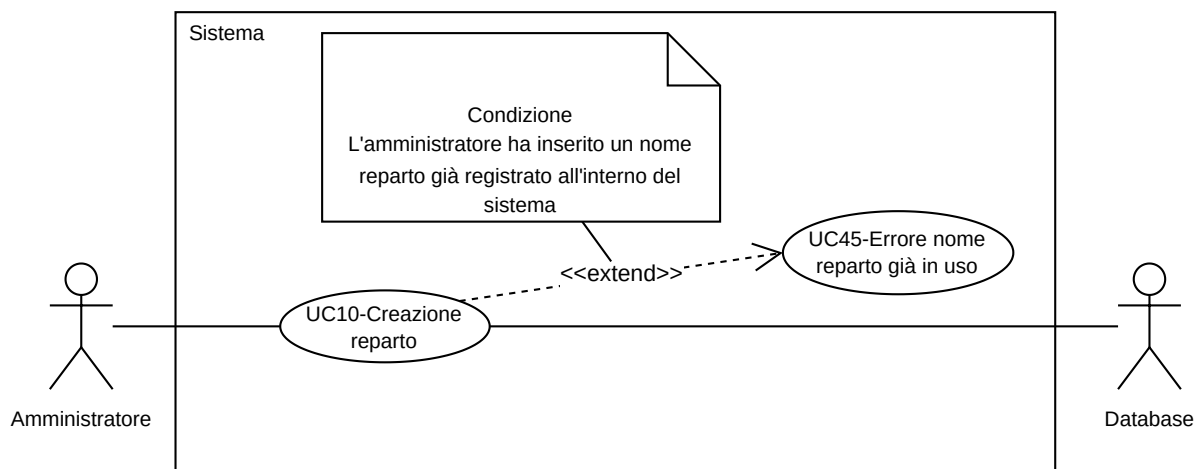 Sistema
Condizione
L'amministratore ha inserito un nome
reparto già registrato all'interno del
sistema
UC45-Errore nome
reparto già in uso
<<extend>>
UC10-Creazione
reparto
Amministratore
Database